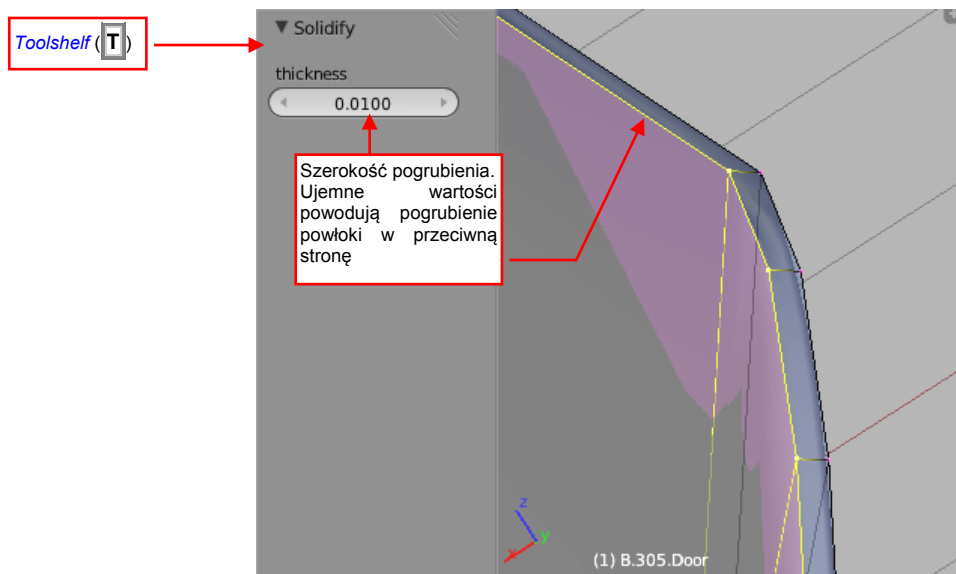 Toolshelf (T)
Solidify
thickness
0.0100
Szerokość pogrubienia.
Ujemne wartości
powodują pogrubienie
powłoki w przeciwną
stronę
z
y
x
(1) B.305.Door